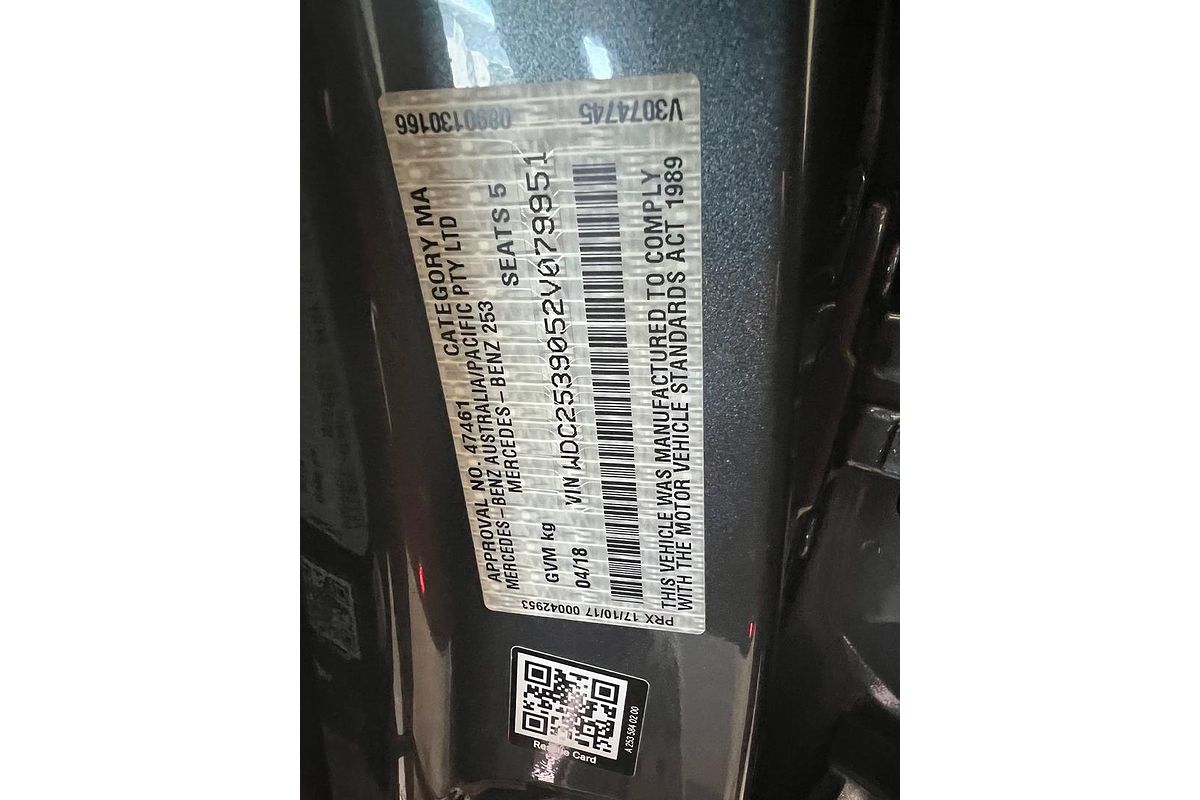 APPROVAL NO. 47461 CATEGORY MA
MERCEDES-BENZ AUSTRALIA/PACIFIC PTY LTD
MERCEDES-BENZ 253
GVM kg SEATS 5
04/18 VIN WDC2539052V079951
THIS VEHICLE WAS MANUFACTURED TO COMPLY
WITH THE MOTOR VEHICLE STANDARDS ACT 1989
0890130166 V3074745
PRX 17/10/17 00042953
Rescue Card
A 253 584 02 00